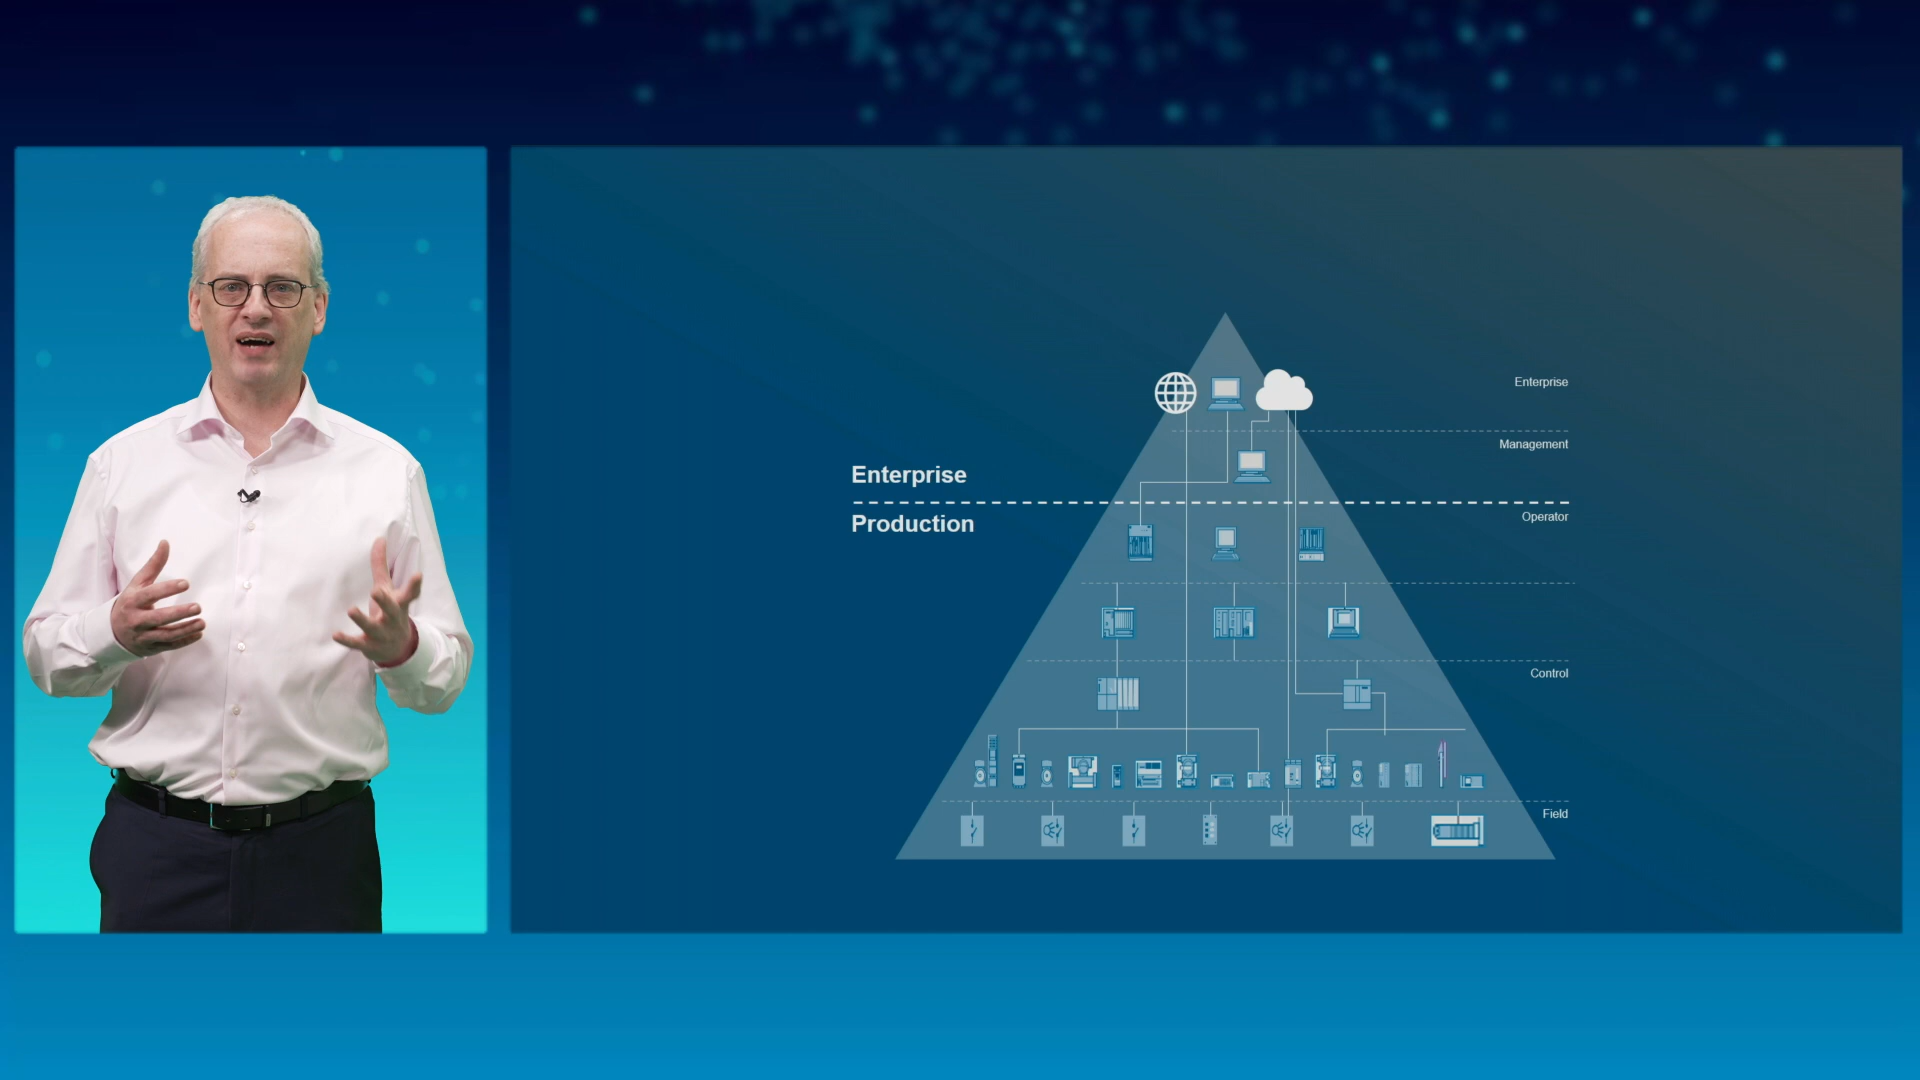 Enterprise
Management
Enterprise
Production
Operator
Control
Field